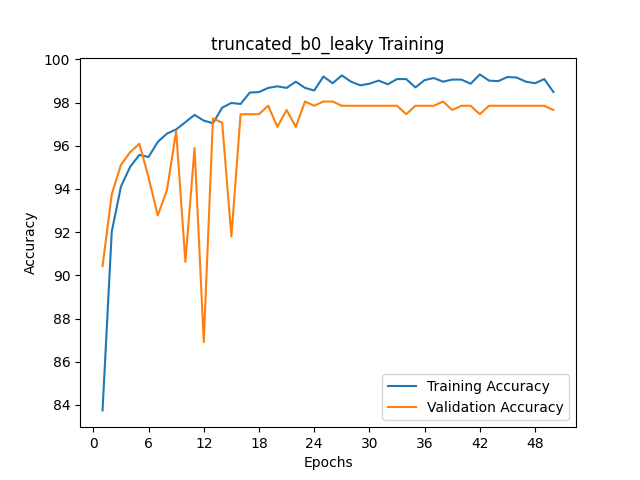 truncated_b0_leaky Training
100
98
96
94
92
90
88
86
84
Accuracy
Training Accuracy
Validation Accuracy
0 6 12 18 24 30 36 42 48
Epochs